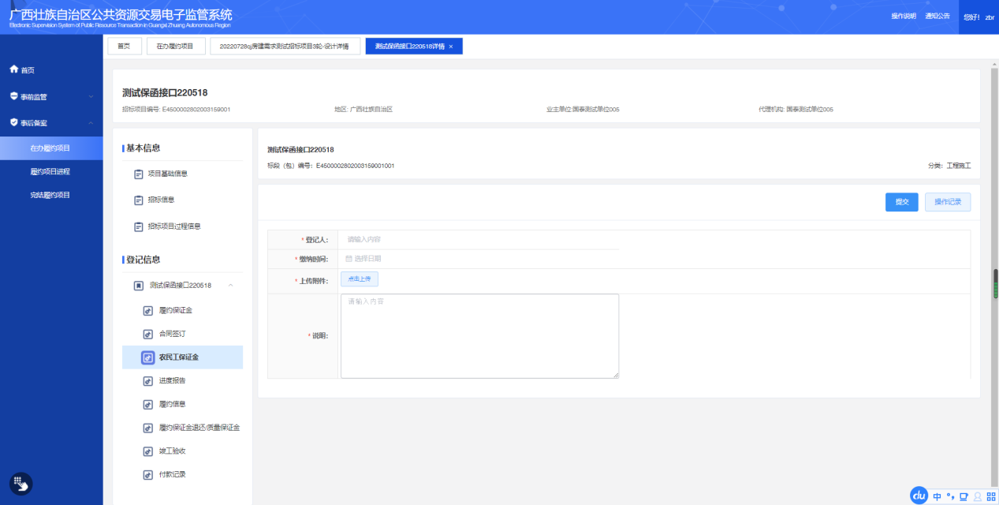 广西壮族自治区公共资源交易电子监管系统
Electronic Supervision System of Public Resource Transaction in Guangxi Zhuang Autonomous Region
操作说明 通知公告 您好! zbr
首页 在办履约项目 20220728qj房建需求测试招标项目3轮-设计详情 测试保函接口220518详情 ×
首页
事前监管
事后备案
在办履约项目
履约项目进程
完结履约项目
测试保函接口220518
招标项目编号: E4500002802003159001 地区: 广西壮族自治区 业主单位:国泰测试单位005 代理机构: 国泰测试单位005
基本信息
项目基础信息
招标信息
招标项目过程信息
登记信息
测试保函接口220518
履约保证金
合同签订
农民工保证金
进度报告
履约信息
履约保证金退还/质量保证金
竣工验收
付款记录
测试保函接口220518
标段（包）编号: E4500002802003159001001 分类: 工程施工
提交 操作记录
* 登记人: 请输入内容
* 缴纳时间: 选择日期
* 上传附件: 点击上传
* 说明: 请输入内容
du 中